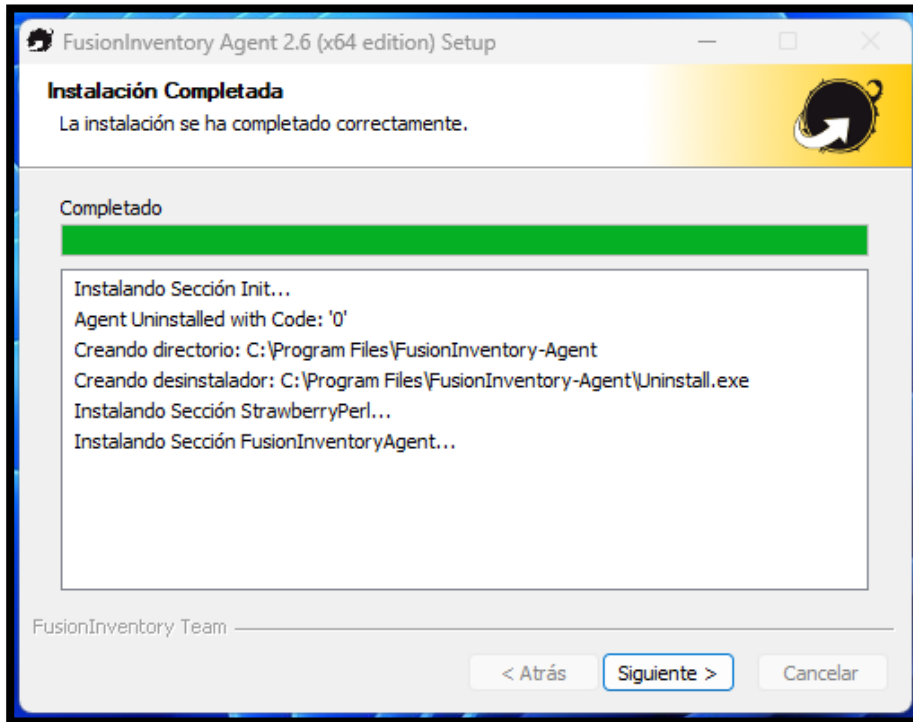 FusionInventory Agent 2.6 (x64 edition) Setup
Instalación Completada
La instalación se ha completado correctamente.
Completado
Instalando Sección Init...
Agent Uninstalled with Code: '0'
Creando directorio: C:\Program Files\FusionInventory-Agent
Creando desinstalador: C:\Program Files\FusionInventory-Agent\Uninstall.exe
Instalando Sección StrawberryPerl...
Instalando Sección FusionInventoryAgent...
FusionInventory Team
< Atrás
Siguiente >
Cancelar